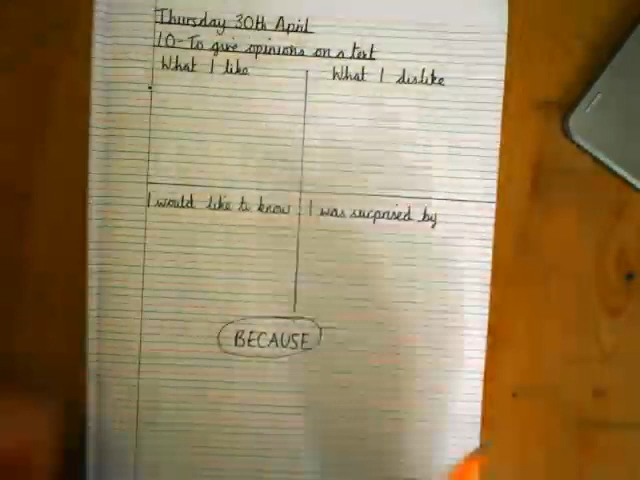 Thursday 30th April
LO-To give opinions on a text
What I like
What I dislike
I would like to know
I was surprised by
BECAUSE